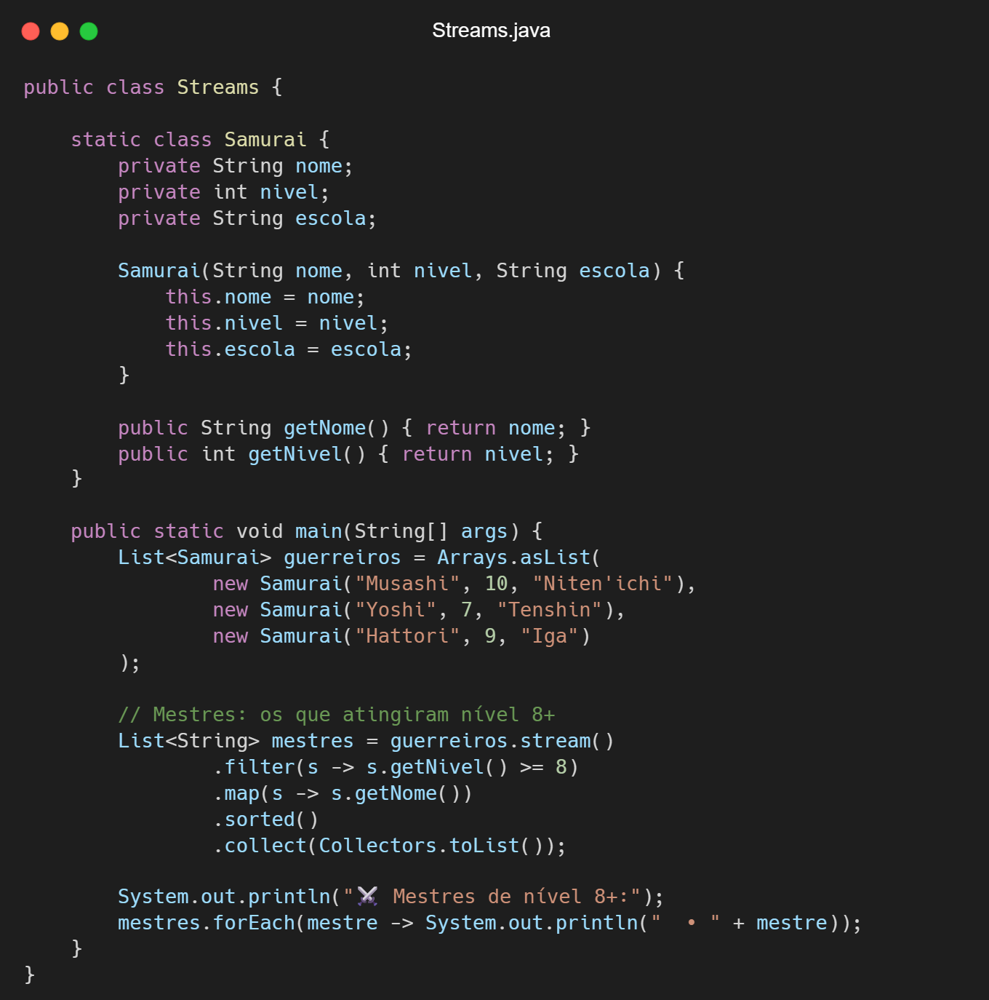 Streams.java
public class Streams {
    static class Samurai {
        private String nome;
        private int nivel;
        private String escola;
        Samurai(String nome, int nivel, String escola) {
            this.nome = nome;
            this.nivel = nivel;
            this.escola = escola;
        }
        public String getNome() { return nome; }
        public int getNivel() { return nivel; }
    }
    public static void main(String[] args) {
        List<Samurai> guerreiros = Arrays.asList(
                new Samurai("Musashi", 10, "Niten'ichi"),
                new Samurai("Yoshi", 7, "Tenshin"),
                new Samurai("Hattori", 9, "Iga")
        );
        // Mestres: os que atingiram nível 8+
        List<String> mestres = guerreiros.stream()
                .filter(s -> s.getNivel() >= 8)
                .map(s -> s.getNome())
                .sorted()
                .collect(Collectors.toList());
        System.out.println("⚔️ Mestres de nível 8+:");
        mestres.forEach(mestre -> System.out.println("  • " + mestre));
    }
}